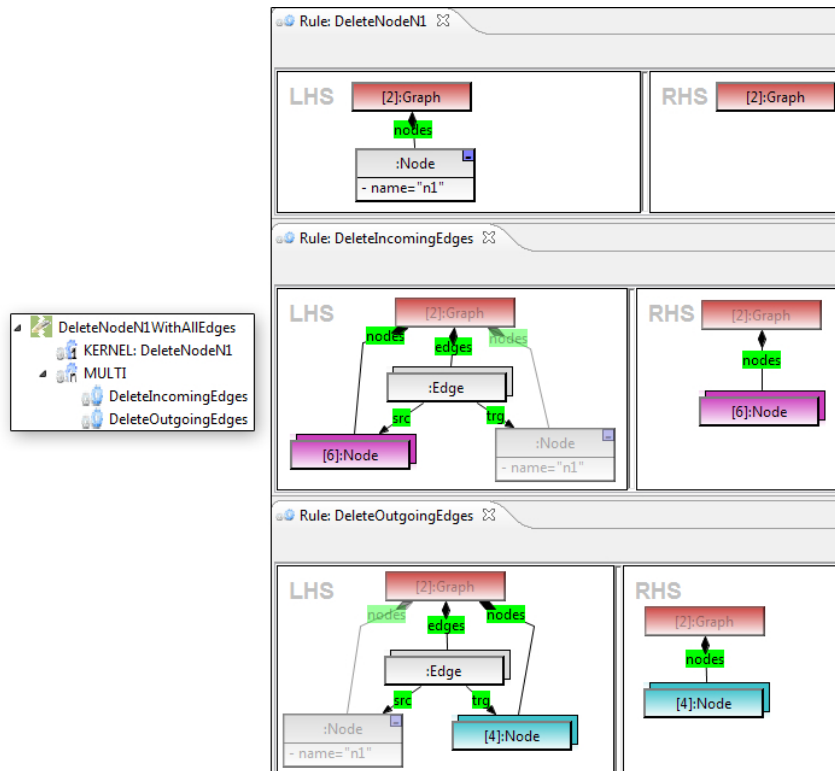 DeleteNodeN1WithAllEdges
KERNEL: DeleteNodeN1
MULTI
DeleteIncomingEdges
DeleteOutgoingEdges
Rule: DeleteNodeN1
LHS
[2]:Graph
nodes
:Node
- name="n1"
RHS
[2]:Graph
Rule: DeleteIncomingEdges
LHS
[2]:Graph
nodes
edges
nodes
:Edge
src
trg
[6]:Node
:Node
- name="n1"
RHS
[2]:Graph
nodes
[6]:Node
Rule: DeleteOutgoingEdges
LHS
[2]:Graph
nodes
edges
nodes
:Edge
src
trg
:Node
- name="n1"
[4]:Node
RHS
[2]:Graph
nodes
[4]:Node